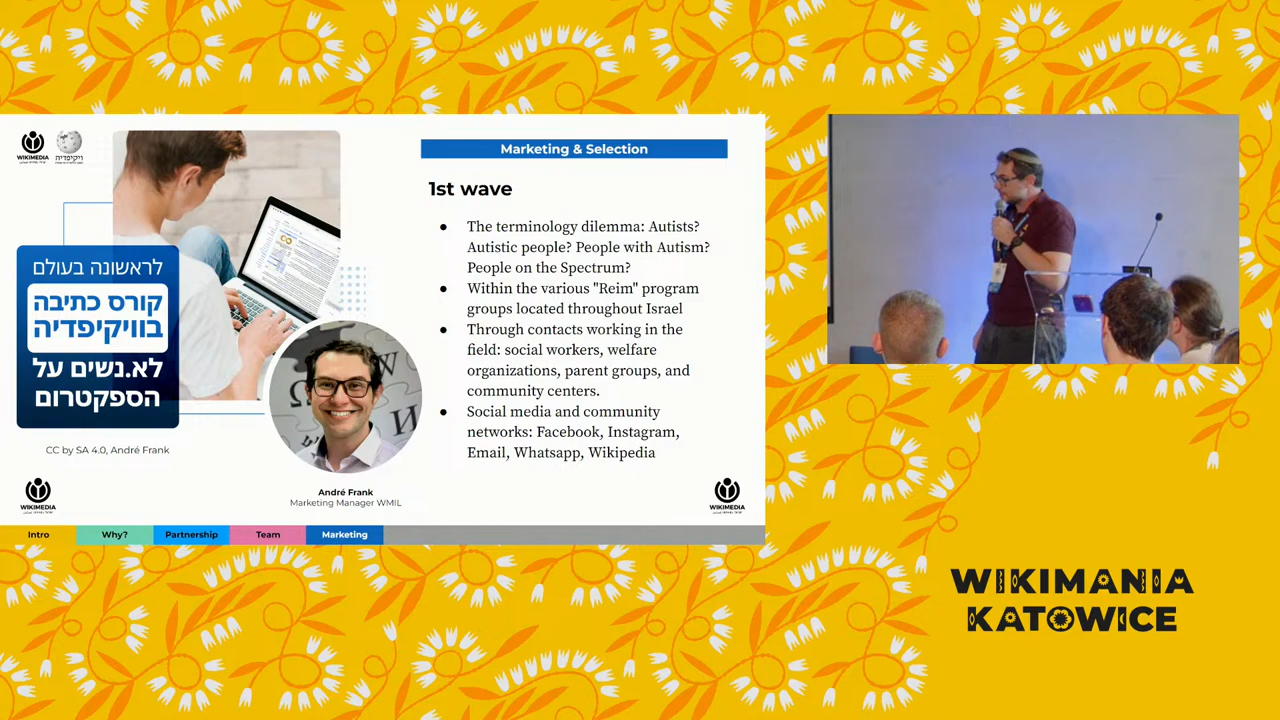 WIKIMEDIA
ויקיפדיה
לראשונה בעולם
קורס כתיבה
בוויקיפדיה
לא.נשים על
הספקטרום
CC by SA 4.0, André Frank
André Frank
Marketing Manager WMIL
Marketing & Selection
1st wave
● The terminology dilemma: Autists?
Autistic people? People with Autism?
People on the Spectrum?
● Within the various "Reim" program
groups located throughout Israel
● Through contacts working in the
field: social workers, welfare
organizations, parent groups, and
community centers.
● Social media and community
networks: Facebook, Instagram,
Email, Whatsapp, Wikipedia
WIKIMEDIA
WIKIMEDIA
Intro
Why?
Partnership
Team
Marketing
WIKIMANIA
KATOWICE